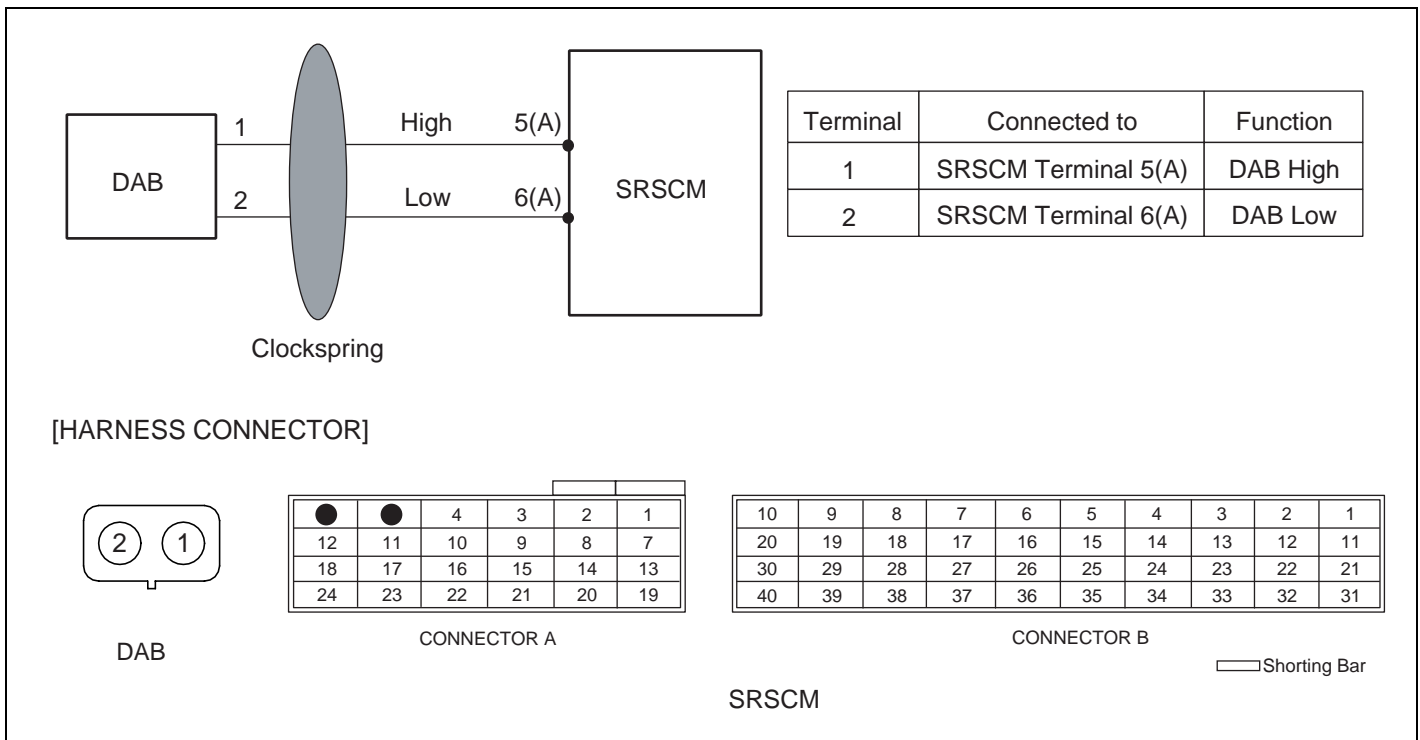 DAB
1
2
High
Low
5(A)
6(A)
SRSCM
Clockspring
Terminal Connected to Function
1 SRSCM Terminal 5(A) DAB High
2 SRSCM Terminal 6(A) DAB Low
[HARNESS CONNECTOR]
2 1
DAB
4 3 2 1
12 11 10 9 8 7
18 17 16 15 14 13
24 23 22 21 20 19
CONNECTOR A
10 9 8 7 6 5 4 3 2 1
20 19 18 17 16 15 14 13 12 11
30 29 28 27 26 25 24 23 22 21
40 39 38 37 36 35 34 33 32 31
CONNECTOR B
Shorting Bar
SRSCM